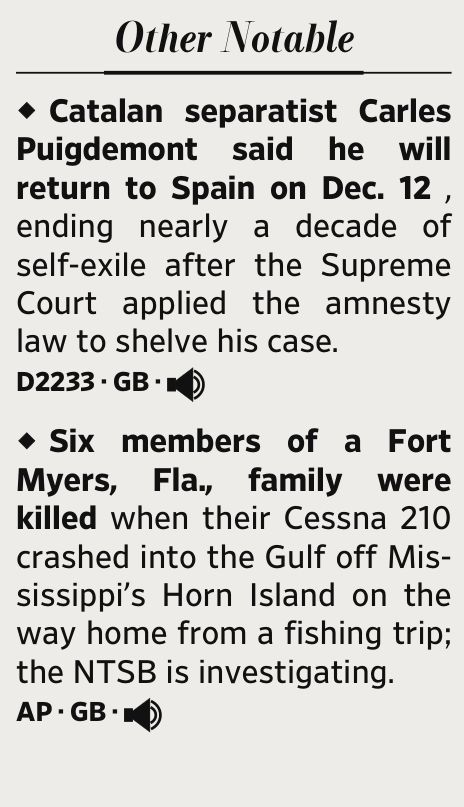 Other Notable
◆ Catalan separatist Carles
Puigdemont said he will
return to Spain on Dec. 12 ,
ending nearly a decade of
self-exile after the Supreme
Court applied the amnesty
law to shelve his case.
D2233 · GB ·
◆ Six members of a Fort
Myers, Fla., family were
killed when their Cessna 210
crashed into the Gulf off Mis-
sissippi’s Horn Island on the
way home from a fishing trip;
the NTSB is investigating.
AP · GB ·